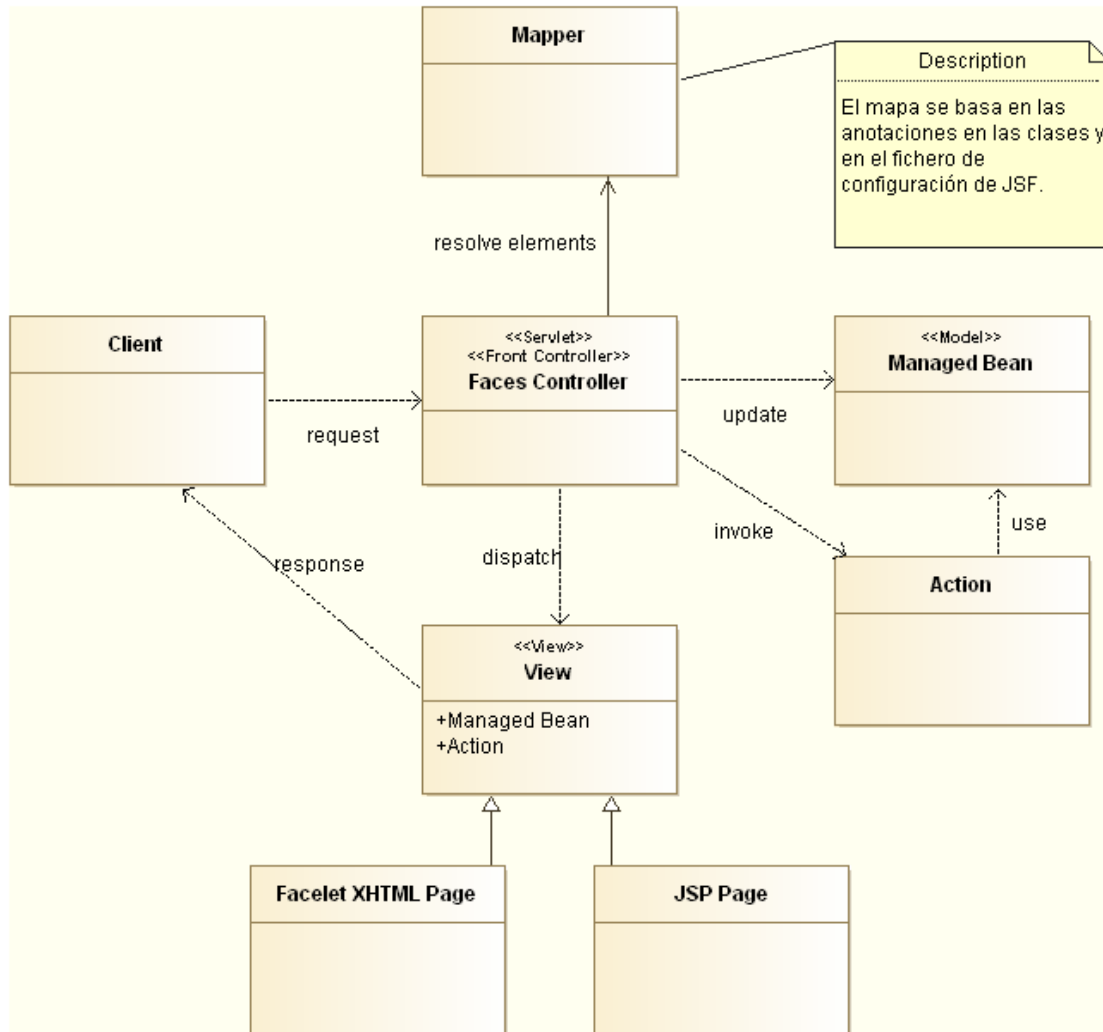 Mapper
Description
El mapa se basa en las
anotaciones en las clases y
en el fichero de
configuración de JSF.
resolve elements
Client
<<Servlet>>
<<Front Controller>>
Faces Controller
<<Model>>
Managed Bean
request
update
response
dispatch
invoke
use
Action
<<View>>
View
+Managed Bean
+Action
Facelet XHTML Page
JSP Page